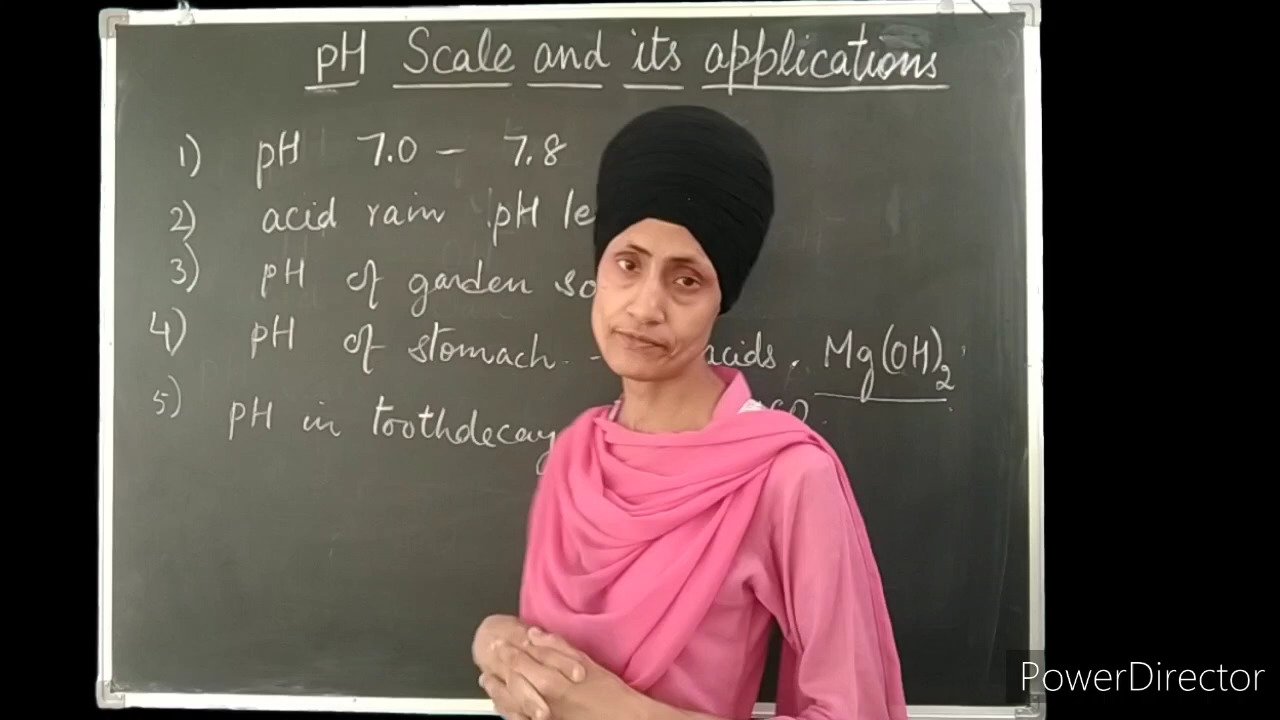 pH Scale and its applications
1) pH 7.0 - 7.8
2) acid rain pH le
3) pH of garden so
4) pH of stomach - acids. Mg(OH)2
5) pH in toothdecay
PowerDirector